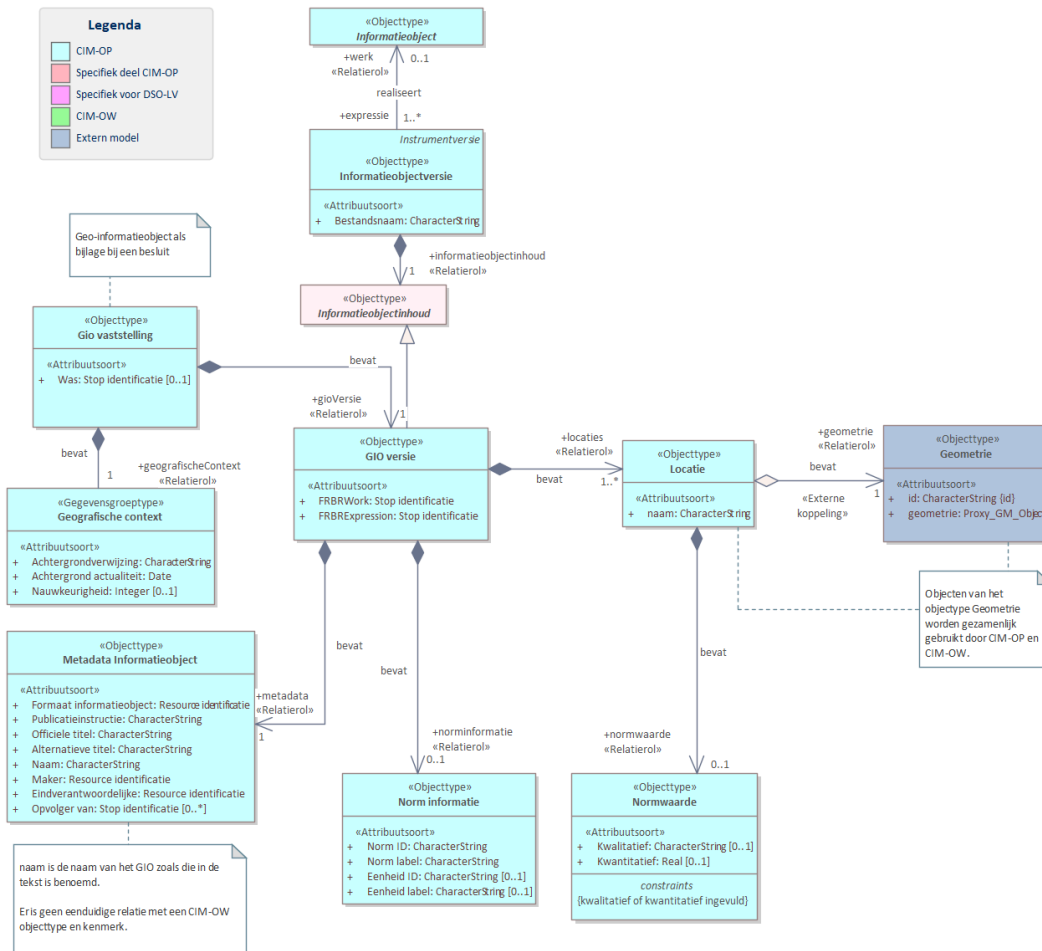 Legenda
CIM-OP
Specifiek deel CIM-OP
Specifiek voor DSO-LV
CIM-OW
Extern model
«Objecttype»
Informatieobject
+werk
0..1
«Relatierol»
realiseert
+expressie
1..*
Instrumentversie
«Objecttype»
Informatieobjectversie
«Attribuutsoort»
+ Bestandsnaam: CharacterString
+informatieobjectinhoud
«Relatierol»
1
«Objecttype»
Informatieobjectinhoud
Geo-informatieobject als
bijlage bij een besluit
«Objecttype»
Gio vaststelling
«Attribuutsoort»
+ Was: Stop identificatie [0..1]
bevat
+gioVersie
«Relatierol»
1
bevat
1
+geografischeContext
«Relatierol»
«Gegevensgroeptype»
Geografische context
«Attribuutsoort»
+ Achtergrondverwijzing: CharacterString
+ Achtergrond actualiteit: Date
+ Nauwkeurigheid: Integer [0..1]
«Objecttype»
GIO versie
«Attribuutsoort»
+ FRBRWork: Stop identificatie
+ FRBRExpression: Stop identificatie
+locaties
«Relatierol»
bevat
1..*
«Objecttype»
Locatie
«Attribuutsoort»
+ naam: CharacterString
+geometrie
«Relatierol»
bevat
1
«Externe
koppeling»
«Objecttype»
Geometrie
«Attribuutsoort»
+ id: CharacterString {id}
+ geometrie: Proxy_GM_Objec
Objecten van het
objectype Geometrie
worden gezamenlijk
gebruikt door CIM-OP en
CIM-OW.
bevat
+metadata
«Relatierol»
1
«Objecttype»
Metadata Informatieobject
«Attribuutsoort»
+ Formaat informatieobject: Resource identificatie
+ Publicatieinstructie: CharacterString
+ Officiele titel: CharacterString
+ Alternatieve titel: CharacterString
+ Naam: CharacterString
+ Maker: Resource identificatie
+ Eindverantwoordelijke: Resource identificatie
+ Opvolger van: Stop identificatie [0..*]
naam is de naam van het GIO zoals die in de
tekst is benoemd.
Er is geen eenduidige relatie met een CIM-OW
objecttype en kenmerk.
bevat
+norminformatie
«Relatierol»
0..1
«Objecttype»
Norm informatie
«Attribuutsoort»
+ Norm ID: CharacterString
+ Norm label: CharacterString
+ Eenheid ID: CharacterString [0..1]
+ Eenheid label: CharacterString [0..1]
bevat
+normwaarde
«Relatierol»
0..1
«Objecttype»
Normwaarde
«Attribuutsoort»
+ Kwalitatief: CharacterString [0..1]
+ Kwantitatief: Real [0..1]
constraints
{kwalitatief of kwantitatief ingevuld}